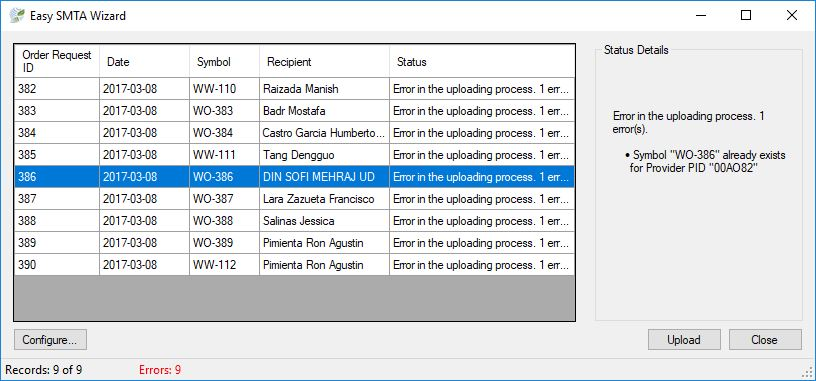 Easy SMTA Wizard
Order Request ID Date Symbol Recipient Status
382 2017-03-08 WW-110 Raizada Manish Error in the uploading process. 1 err...
383 2017-03-08 WO-383 Badr Mostafa Error in the uploading process. 1 err...
384 2017-03-08 WO-384 Castro Garcia Humberto... Error in the uploading process. 1 err...
385 2017-03-08 WW-111 Tang Dengguo Error in the uploading process. 1 err...
386 2017-03-08 WO-386 DIN SOFI MEHRAJ UD Error in the uploading process. 1 err...
387 2017-03-08 WO-387 Lara Zazueta Francisco Error in the uploading process. 1 err...
388 2017-03-08 WO-388 Salinas Jessica Error in the uploading process. 1 err...
389 2017-03-08 WO-389 Pimienta Ron Agustin Error in the uploading process. 1 err...
390 2017-03-08 WW-112 Pimienta Ron Agustin Error in the uploading process. 1 err...
Status Details
Error in the uploading process. 1
error(s).
• Symbol "WO-386" already exists
for Provider PID "00AO82"
Configure... Upload Close
Records: 9 of 9 Errors: 9